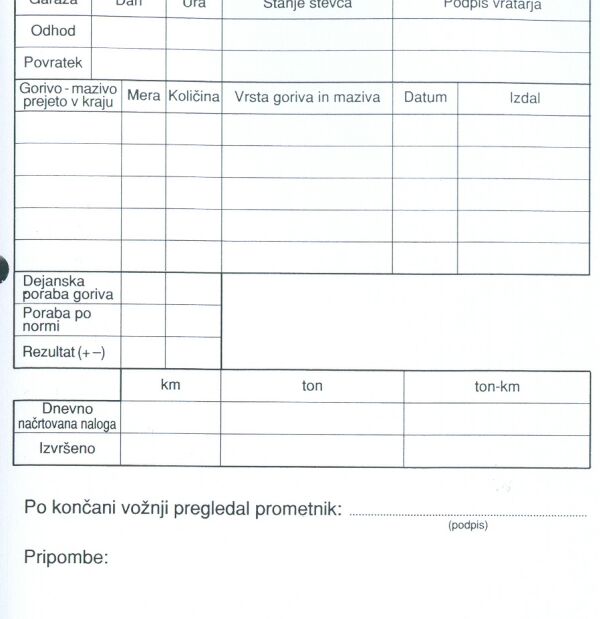 Garaža Dan Ura Stanje števca Podpis vratarja
Odhod
Povratek
Gorivo - mazivo prejeto v kraju Mera Količina Vrsta goriva in maziva Datum Izdal
Dejanska poraba goriva
Poraba po normi
Rezultat (+−)
km ton ton-km
Dnevno načrtovana naloga
Izvršeno
Po končani vožnji pregledal prometnik:
(podpis)
Pripombe: